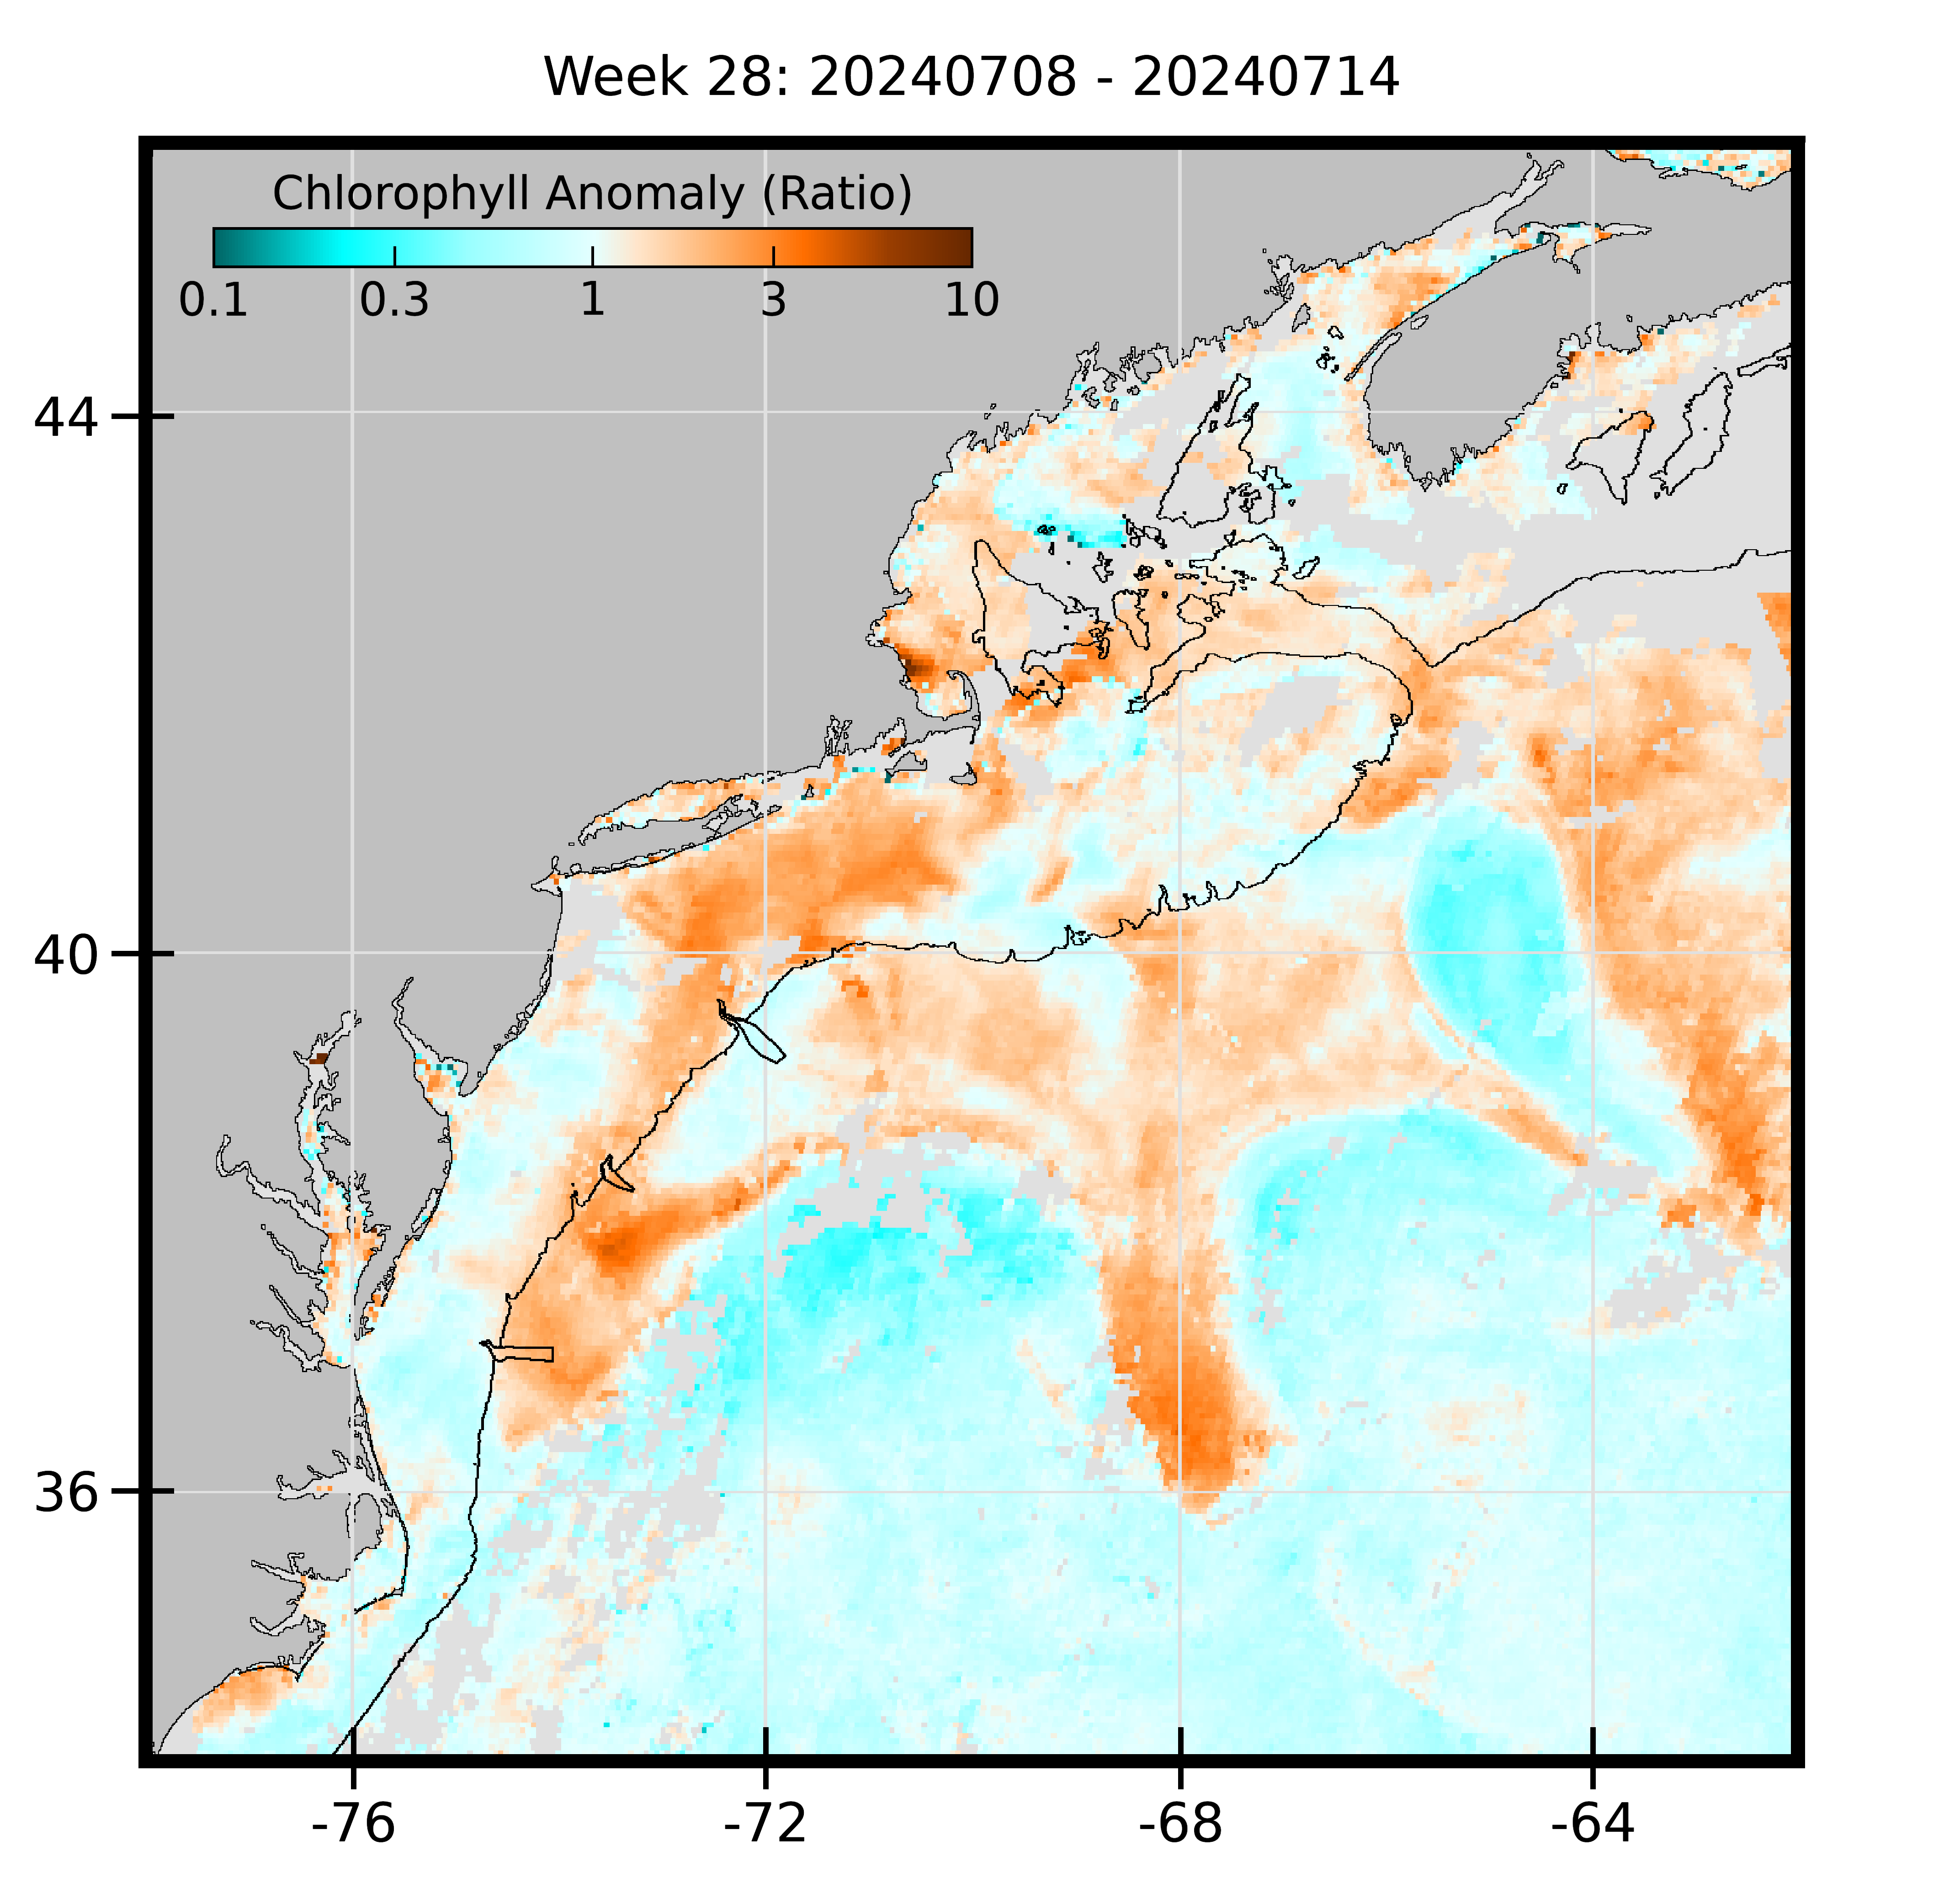 Week 28: 20240708 - 20240714
Chlorophyll Anomaly (Ratio)
0.1 0.3 1 3 10
44
40
36
-76 -72 -68 -64